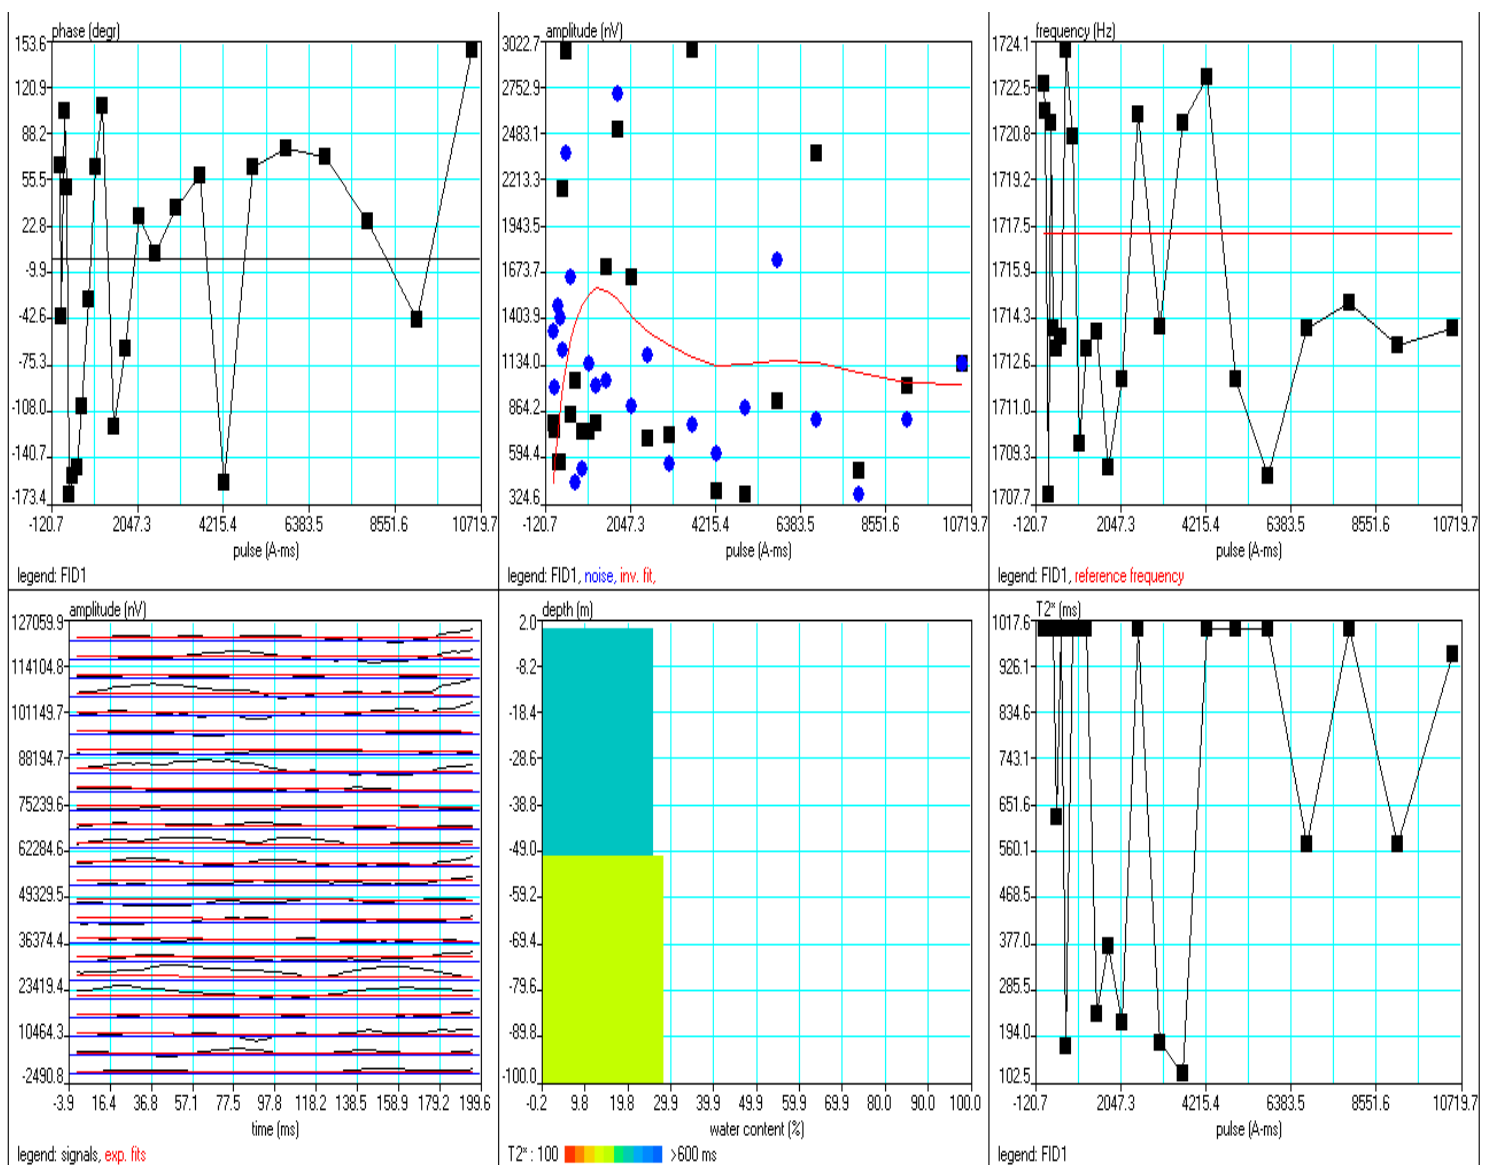 phase (degr)
153.6
120.9
88.2
55.5
22.8
-9.9
-42.6
-75.3
-108.0
-140.7
-173.4
-120.7 2047.3 4215.4 6383.5 8551.6 10719.7
pulse (A-ms)
legend: FID1
amplitude (nV)
3022.7
2752.9
2483.1
2213.3
1943.5
1673.7
1403.9
1134.0
864.2
594.4
324.6
-120.7 2047.3 4215.4 6383.5 8551.6 10719.7
pulse (A-ms)
legend: FID1, noise, inv. fit,
frequency (Hz)
1724.1
1722.5
1720.8
1719.2
1717.5
1715.9
1714.3
1712.6
1711.0
1709.3
1707.7
-120.7 2047.3 4215.4 6383.5 8551.6 10719.7
pulse (A-ms)
legend: FID1, reference frequency
amplitude (nV)
127059.9
114104.8
101149.7
88194.7
75239.6
62284.6
49329.5
36374.4
23419.4
10464.3
-2490.8
-3.9 16.4 36.8 57.1 77.5 97.8 118.2 138.5 158.9 179.2 199.6
time (ms)
legend: signals, exp. fits
depth (m)
2.0
-8.2
-18.4
-28.6
-38.8
-49.0
-59.2
-69.4
-79.6
-89.8
-100.0
-0.2 9.8 19.8 29.9 39.9 49.9 59.9 69.9 80.0 90.0 100.0
water content (%)
T2* : 100 >600 ms
T2* (ms)
1017.6
926.1
834.6
743.1
651.6
560.1
468.5
377.0
285.5
194.0
102.5
-120.7 2047.3 4215.4 6383.5 8551.6 10719.7
pulse (A-ms)
legend: FID1